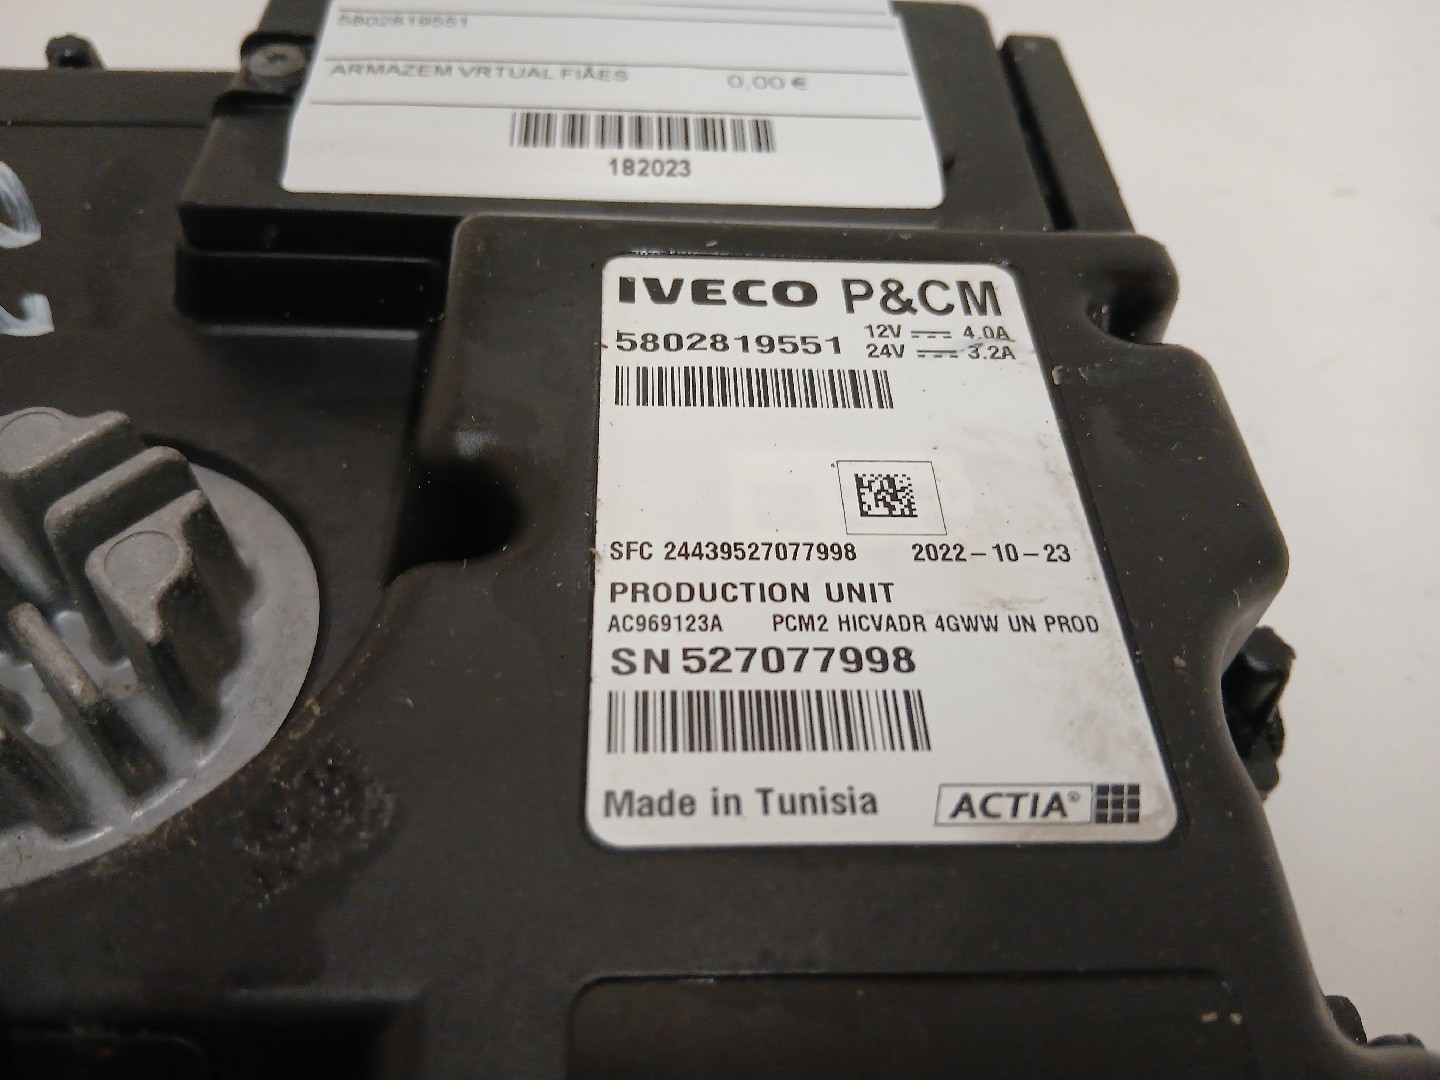 5802819551
ARMAZEM VRTUAL FIÃES 0,00 €
182023
IVECO P&CM
5802819551 12V 4.0A
24V 3.2A
SFC 24439527077998 2022-10-23
PRODUCTION UNIT
AC969123A PCM2 HICVADR 4GWW UN PROD
SN 527077998
Made in Tunisia ACTIA®